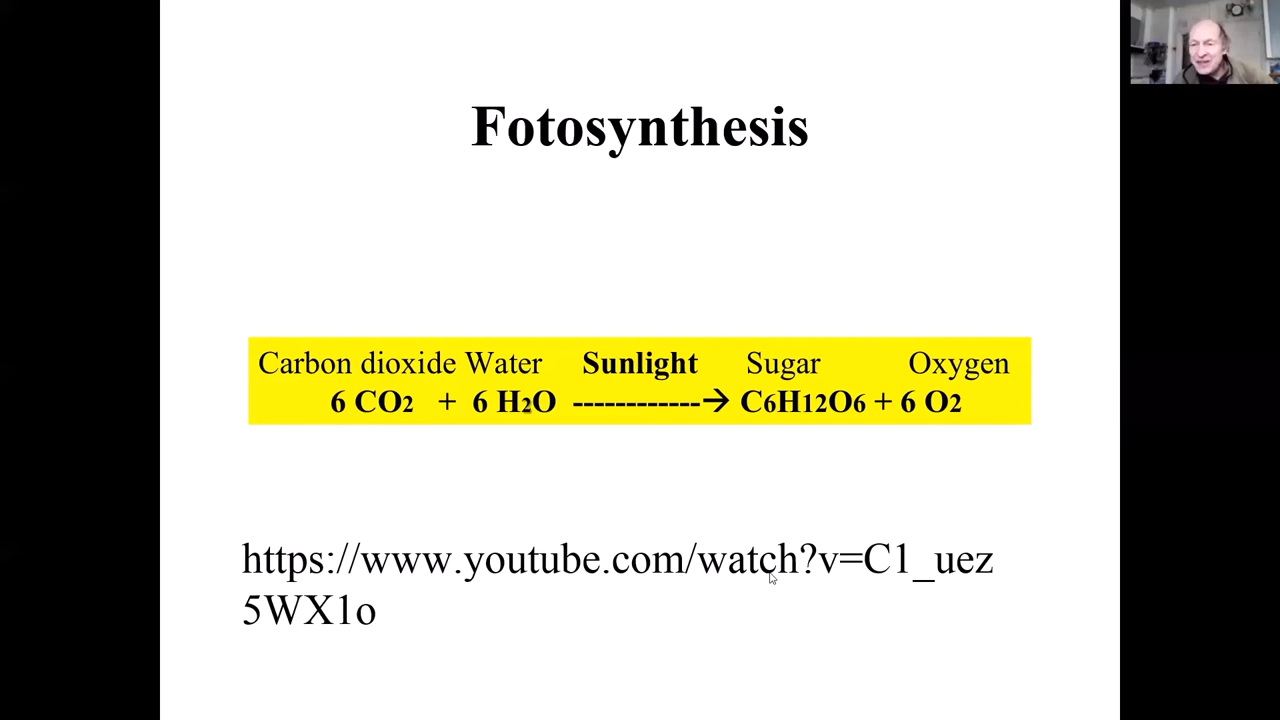 Fotosynthesis
Carbon dioxide Water Sunlight Sugar Oxygen
6 CO2 + 6 H2O ------------→ C6H12O6 + 6 O2
https://www.youtube.com/watch?v=C1_uez
5WX1o